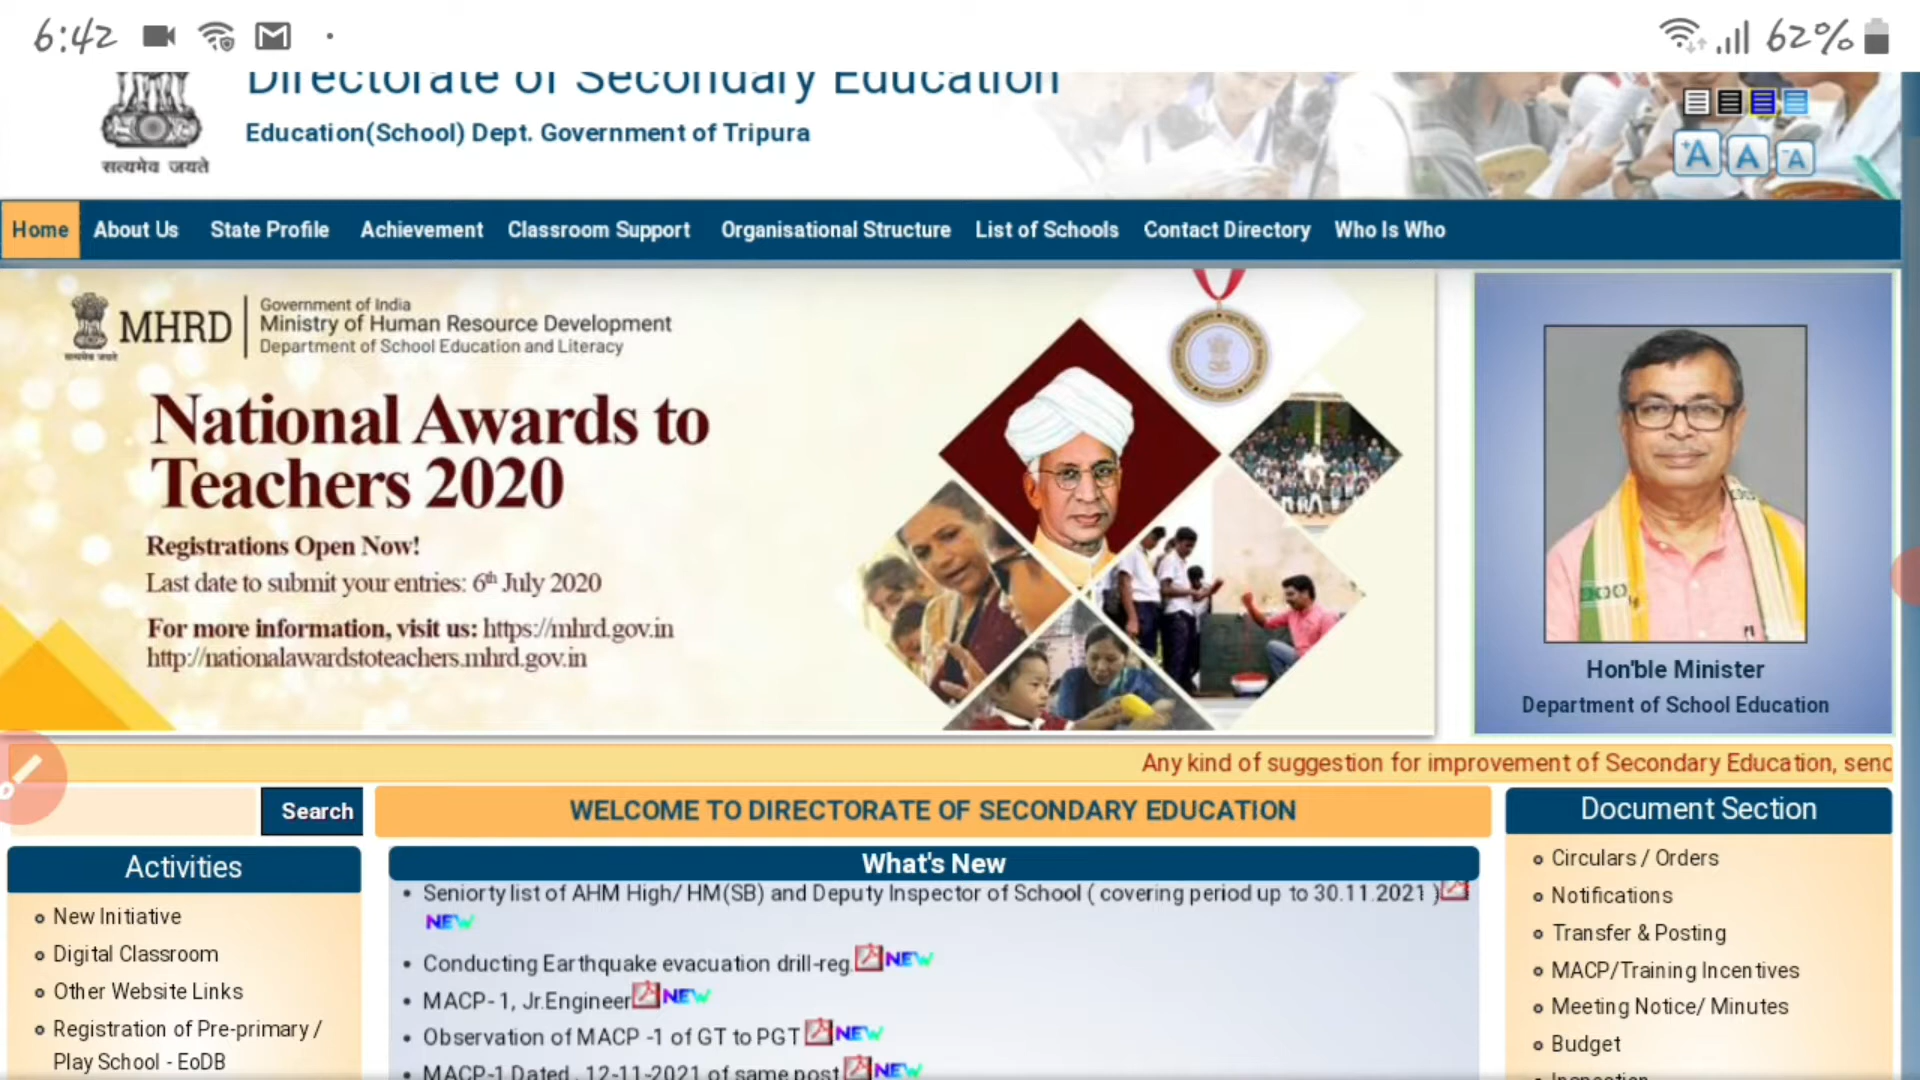 6:42
62%
Directorate of Secondary Education
Education(School) Dept. Government of Tripura
सत्यमेव जयते
+A A -A
Home About Us State Profile Achievement Classroom Support Organisational Structure List of Schools Contact Directory Who Is Who
MHRD
Government of India
Ministry of Human Resource Development
Department of School Education and Literacy
National Awards to
Teachers 2020
Registrations Open Now!
Last date to submit your entries: 6th July 2020
For more information, visit us: https://mhrd.gov.in
http://nationalawardstoteachers.mhrd.gov.in
Hon'ble Minister
Department of School Education
Any kind of suggestion for improvement of Secondary Education, send
Search
WELCOME TO DIRECTORATE OF SECONDARY EDUCATION
Activities
New Initiative
Digital Classroom
Other Website Links
Registration of Pre-primary /
Play School - EoDB
What's New
Seniorty list of AHM High/ HM(SB) and Deputy Inspector of School ( covering period up to 30.11.2021 )
NEW
Conducting Earthquake evacuation drill-reg. NEW
MACP- 1, Jr.Engineer NEW
Observation of MACP -1 of GT to PGT NEW
MACP-1 Dated , 12-11-2021 of same post NEW
Document Section
Circulars / Orders
Notifications
Transfer & Posting
MACP/Training Incentives
Meeting Notice/ Minutes
Budget
Inspection